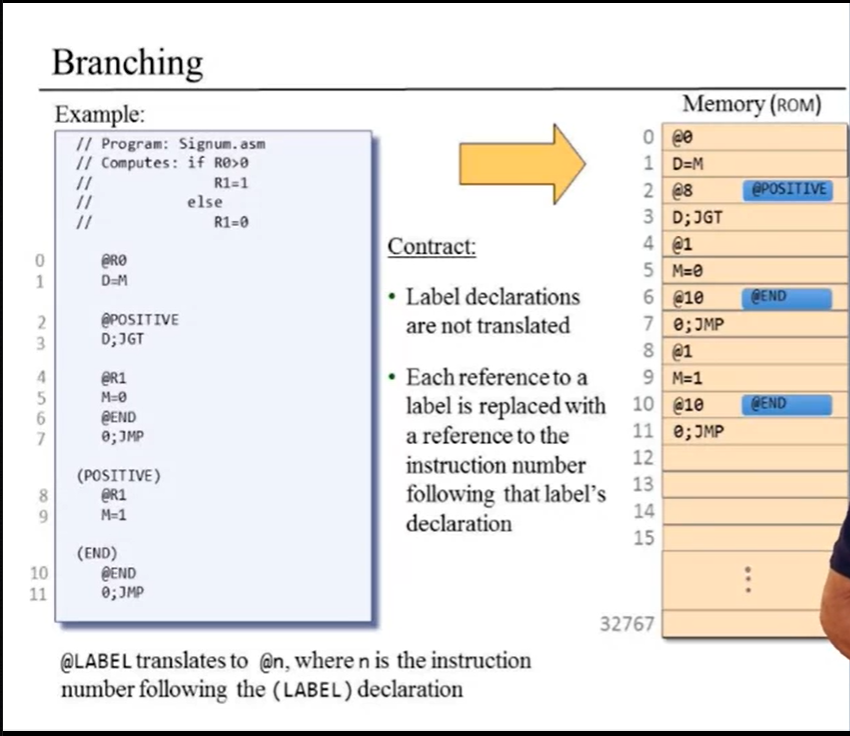 Branching
Example:
// Program: Signum.asm
// Computes: if R0>0
// R1=1
// else
// R1=0
0 @R0
1 D=M
2 @POSITIVE
3 D;JGT
4 @R1
5 M=0
6 @END
7 0;JMP
(POSITIVE)
8 @R1
9 M=1
(END)
10 @END
11 0;JMP
Contract:
• Label declarations
are not translated
• Each reference to a
label is replaced with
a reference to the
instruction number
following that label's
declaration
Memory (ROM)
0 @0
1 D=M
2 @8 @POSITIVE
3 D;JGT
4 @1
5 M=0
6 @10 @END
7 0;JMP
8 @1
9 M=1
10 @10 @END
11 0;JMP
12
13
14
15
32767
@LABEL translates to @n, where n is the instruction
number following the (LABEL) declaration